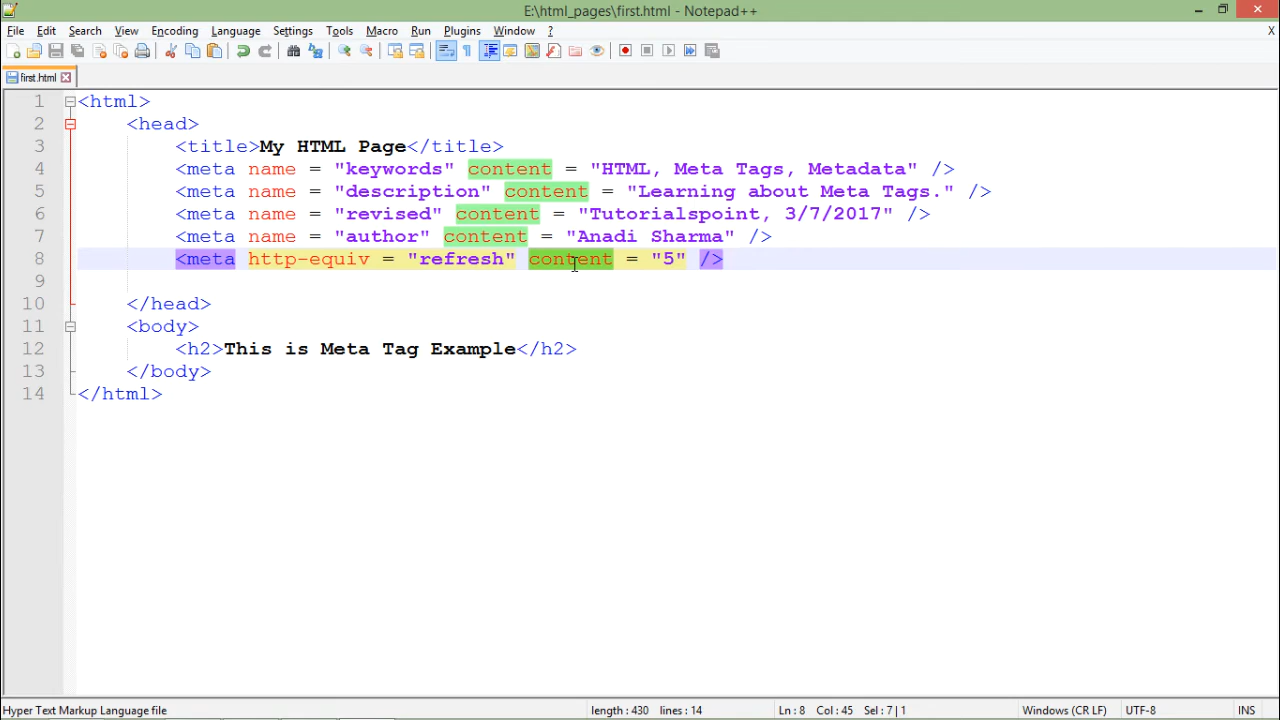 E:\html_pages\first.html - Notepad++
File Edit Search View Encoding Language Settings Tools Macro Run Plugins Window ? X
first.html
1 <html>
2 <head>
3 <title>My HTML Page</title>
4 <meta name = "keywords" content = "HTML, Meta Tags, Metadata" />
5 <meta name = "description" content = "Learning about Meta Tags." />
6 <meta name = "revised" content = "Tutorialspoint, 3/7/2017" />
7 <meta name = "author" content = "Anadi Sharma" />
8 <meta http-equiv = "refresh" content = "5" />
9
10 </head>
11 <body>
12 <h2>This is Meta Tag Example</h2>
13 </body>
14 </html>
Hyper Text Markup Language file length : 430 lines : 14 Ln : 8 Col : 45 Sel : 7 | 1 Windows (CR LF) UTF-8 INS